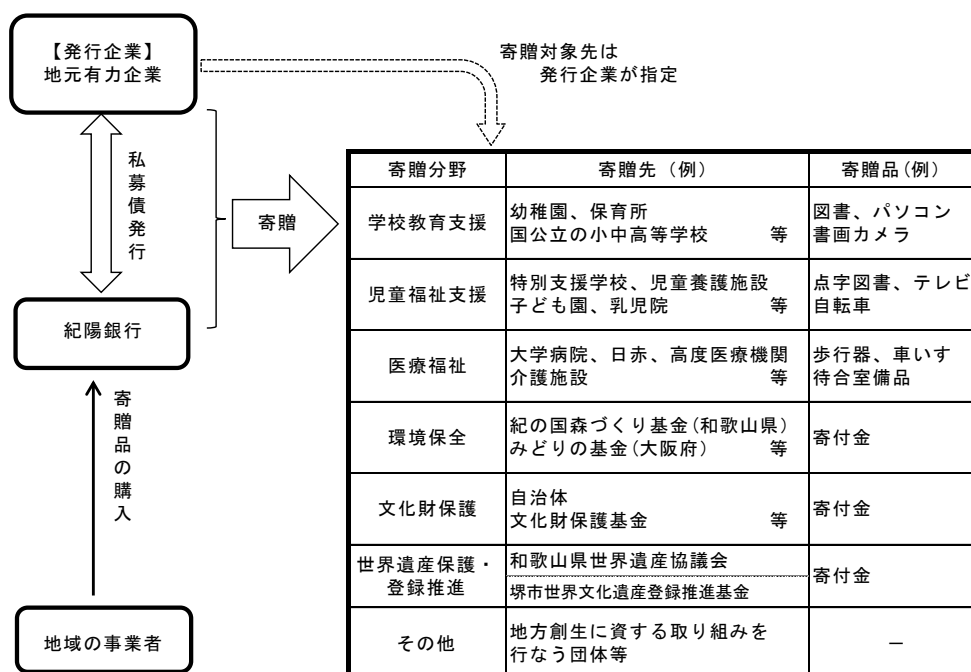 【発行企業】
地元有力企業
寄贈対象先は
発行企業が指定
私募債発行
寄贈
紀陽銀行
寄贈品の購入
地域の事業者
寄贈分野 寄贈先（例） 寄贈品(例)
学校教育支援
幼稚園、保育所
国公立の小中高等学校 等
図書、パソコン
書画カメラ
児童福祉支援
特別支援学校、児童養護施設
子ども園、乳児院 等
点字図書、テレビ
自転車
医療福祉
大学病院、日赤、高度医療機関
介護施設 等
歩行器、車いす
待合室備品
環境保全
紀の国森づくり基金(和歌山県)
みどりの基金(大阪府) 等
寄付金
文化財保護
自治体
文化財保護基金 等
寄付金
世界遺産保護・
登録推進
和歌山県世界遺産協議会
堺市世界文化遺産登録推進基金
寄付金
その他
地方創生に資する取り組みを
行なう団体等
－